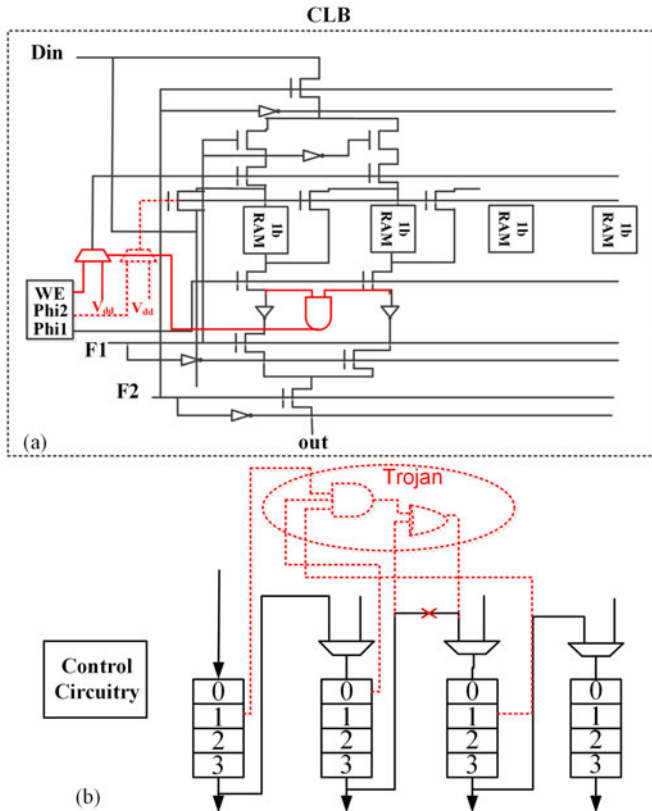 CLB
(a)
Din
1b RAM
1b RAM
1b RAM
1b RAM
WE
Phi2
Phi1
Vdd
Vdd
F1
F2
out
Trojan
Control
Circuitry
0
1
2
3
0
1
2
3
0
1
2
3
0
1
2
3
(b)